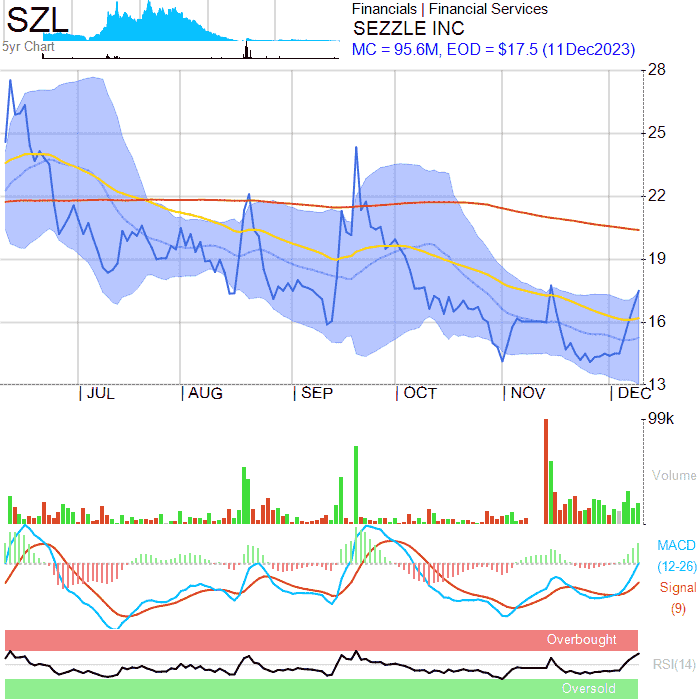 SZL
5yr Chart
Financials | Financial Services
SEZZLE INC
MC = 95.6M, EOD = $17.5 (11Dec2023)
28
25
22
19
16
13
| JUL | AUG | SEP | OCT | NOV | DEC
99k
Volume
MACD
(12-26)
Signal
(9)
Overbought
RSI(14)
Oversold